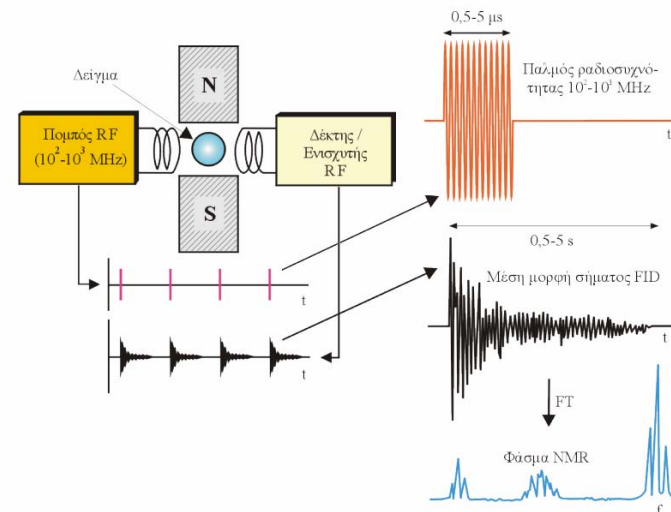 Δείγμα
N
Πομπός RF
(10²-10³ MHz)
Δέκτης /
Ενισχυτής
RF
S
t
t
0,5-5 μs
Παλμός ραδιοσυχνό-
τητας 10²-10³ MHz
t
0,5-5 s
Μέση μορφή σήματος FID
t
FT
Φάσμα NMR